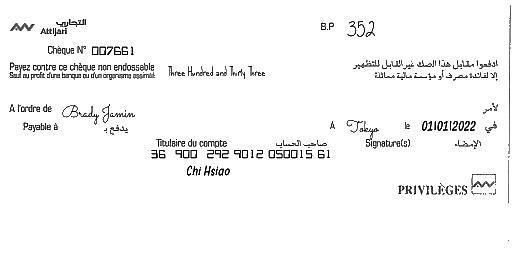 التجاري
Attijari
B.P 352
Chèque N° 007661
Payez contre ce chèque non endossable
Sauf au profit d'une banque ou d'un organisme assimilé
Three Hundred and Thirty Three
ادفعوا مقابل هذا الصك غير القابل للتظهير
إلا لفائدة مصرف أو مؤسسة مالية مماثلة
A l'ordre de Brady Jamin لأمر
Payable à يدفع بـ
A Tokyo le 01/01/2022 في
Titulaire du compte صاحب الحساب Signature(s) الإمضاء
36 900 292 9012 050015 61
Chi Hsiao
PRIVILÈGES